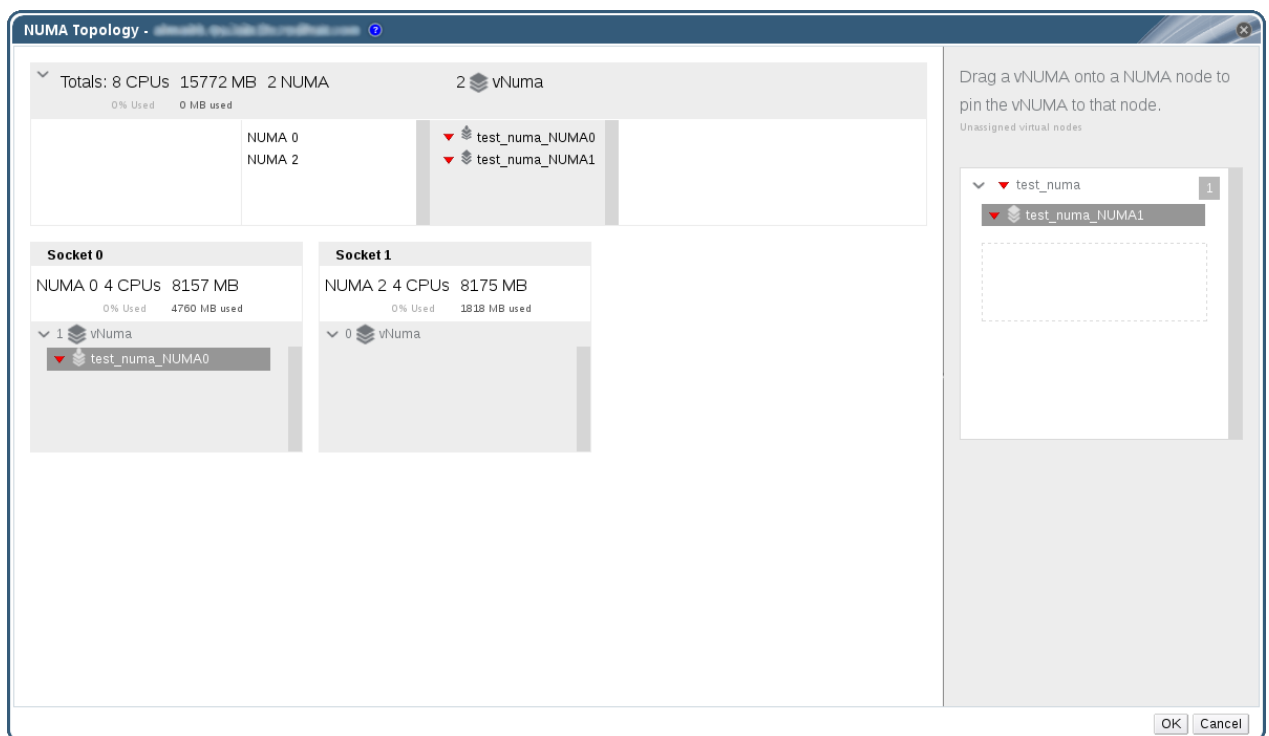 NUMA Topology -
Totals: 8 CPUs 15772 MB 2 NUMA 2 vNuma
0% Used 0 MB used
NUMA 0
NUMA 2
test_numa_NUMA0
test_numa_NUMA1
Socket 0
NUMA 0 4 CPUs 8157 MB
0% Used 4760 MB used
1 vNuma
test_numa_NUMA0
Socket 1
NUMA 2 4 CPUs 8175 MB
0% Used 1818 MB used
0 vNuma
Drag a vNUMA onto a NUMA node to
pin the vNUMA to that node.
Unassigned virtual nodes
test_numa 1
test_numa_NUMA1
OK Cancel